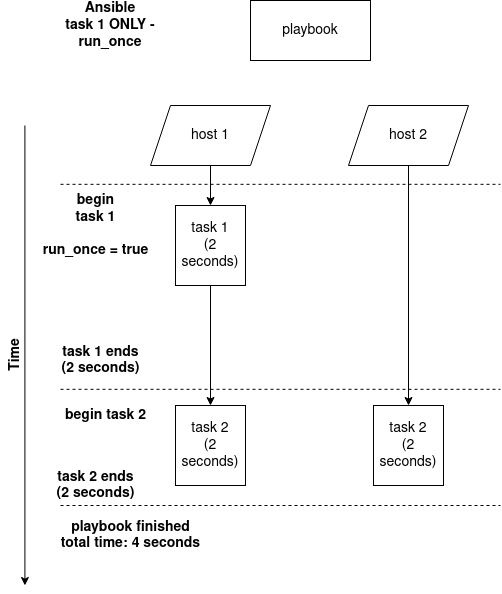 Ansible
task 1 ONLY -
run_once
playbook
host 1
host 2
begin
task 1
run_once = true
task 1
(2
seconds)
Time
task 1 ends
(2 seconds)
begin task 2
task 2
(2
seconds)
task 2
(2
seconds)
task 2 ends
(2 seconds)
playbook finished
total time: 4 seconds